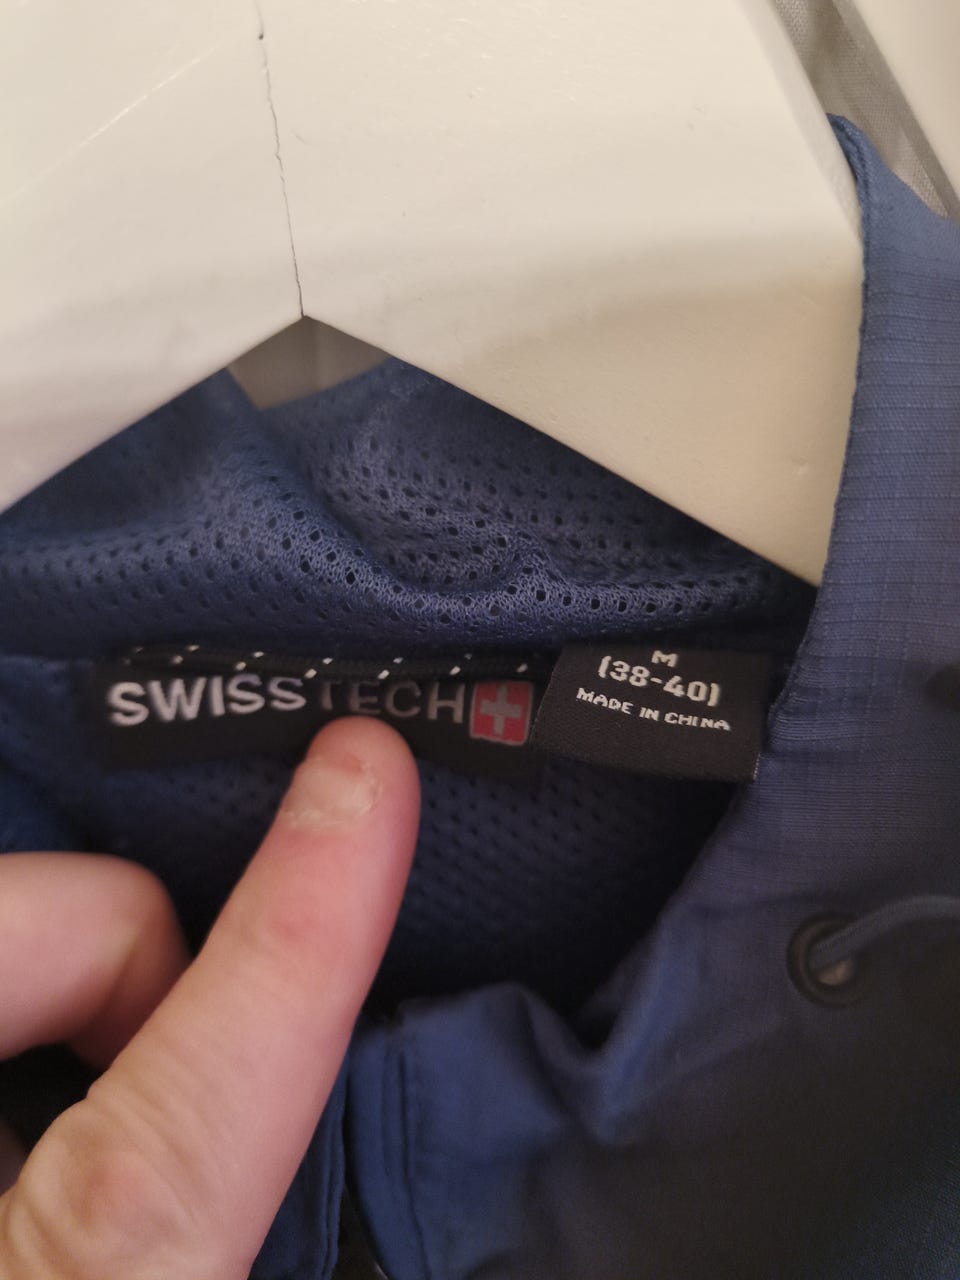 SWISSTECH
M
(38-40)
MADE IN CHINA